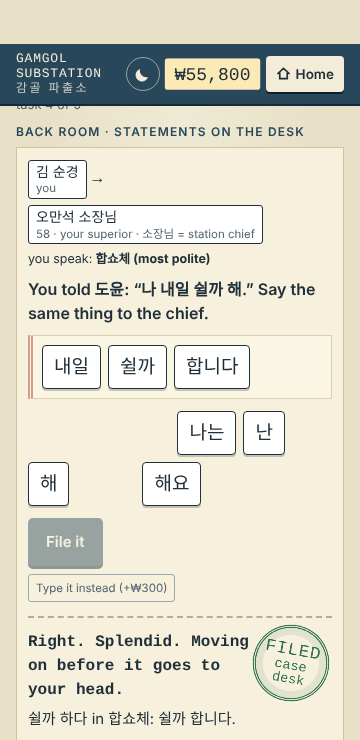 GAMGOL
SUBSTATION
감골 파출소
₩55,800
Home
task 4 of 5
BACK ROOM · STATEMENTS ON THE DESK
김 순경
you
→
오만석 소장님
58 · your superior · 소장님 = station chief
you speak: 합쇼체 (most polite)
You told 도윤: “나 내일 쉴까 해.” Say the
same thing to the chief.
내일 쉴까 합니다
나는 난
해 해요
File it
Type it instead (+₩300)
Right. Splendid. Moving
on before it goes to
your head.
FILED
case
desk
쉴까 하다 in 합쇼체: 쉴까 합니다.